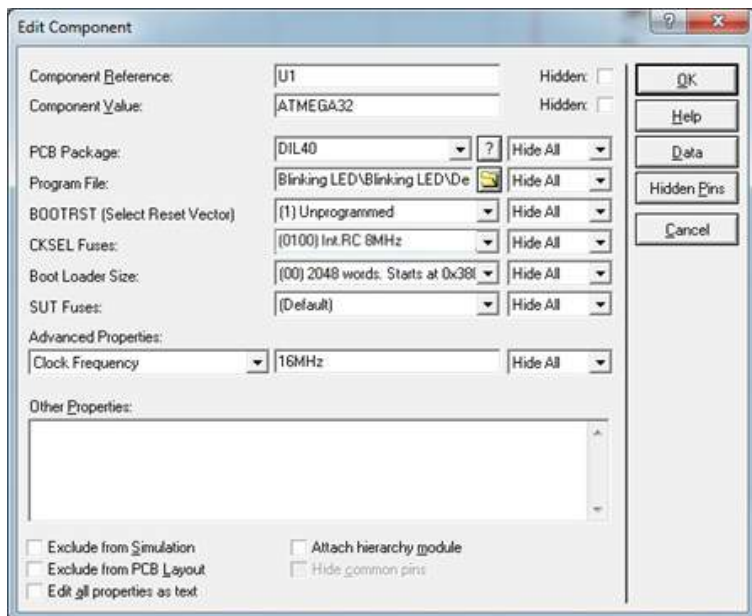 Edit Component
Component Reference: U1 Hidden:
Component Value: ATMEGA32 Hidden:
PCB Package: DIL40 ? Hide All
Program File: Blinking LED\Blinking LED\De Hide All
BOOTRST (Select Reset Vector) (1) Unprogrammed Hide All
CKSEL Fuses: (0100) Int.RC 8MHz Hide All
Boot Loader Size: (00) 2048 words. Starts at Hide All
SUT Fuses: (Default) Hide All
Advanced Properties:
Clock Frequency 16MHz Hide All
Other Properties:
Exclude from Simulation Attach hierarchy module
Exclude from PCB Layout Hide common pins
Edit all properties as text
OK
Help
Data
Hidden Pins
Cancel